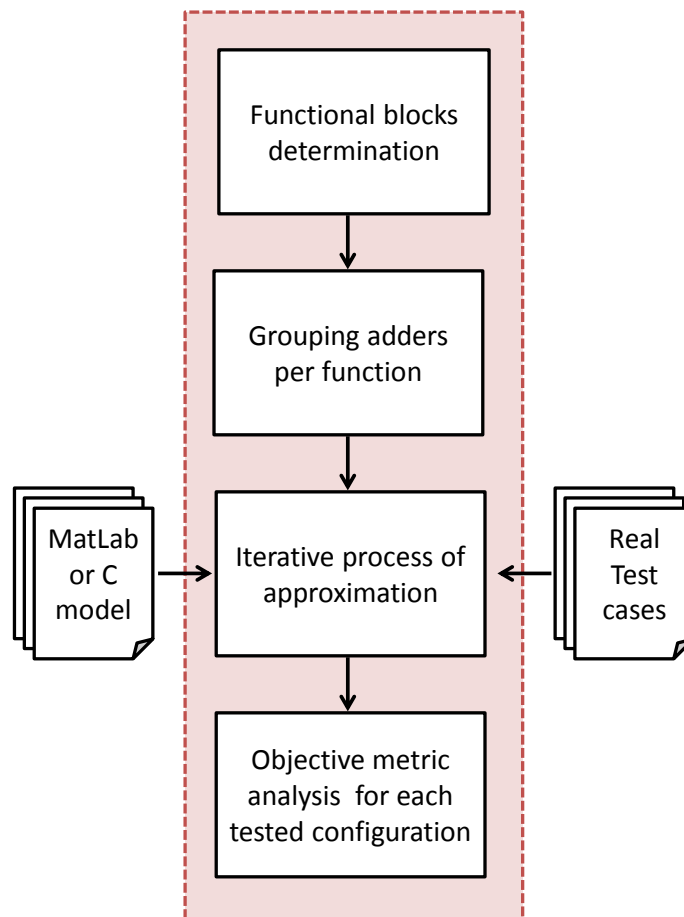 Functional blocks
determination
Grouping adders
per function
MatLab
or C
model
Iterative process of
approximation
Real
Test
cases
Objective metric
analysis for each
tested configuration